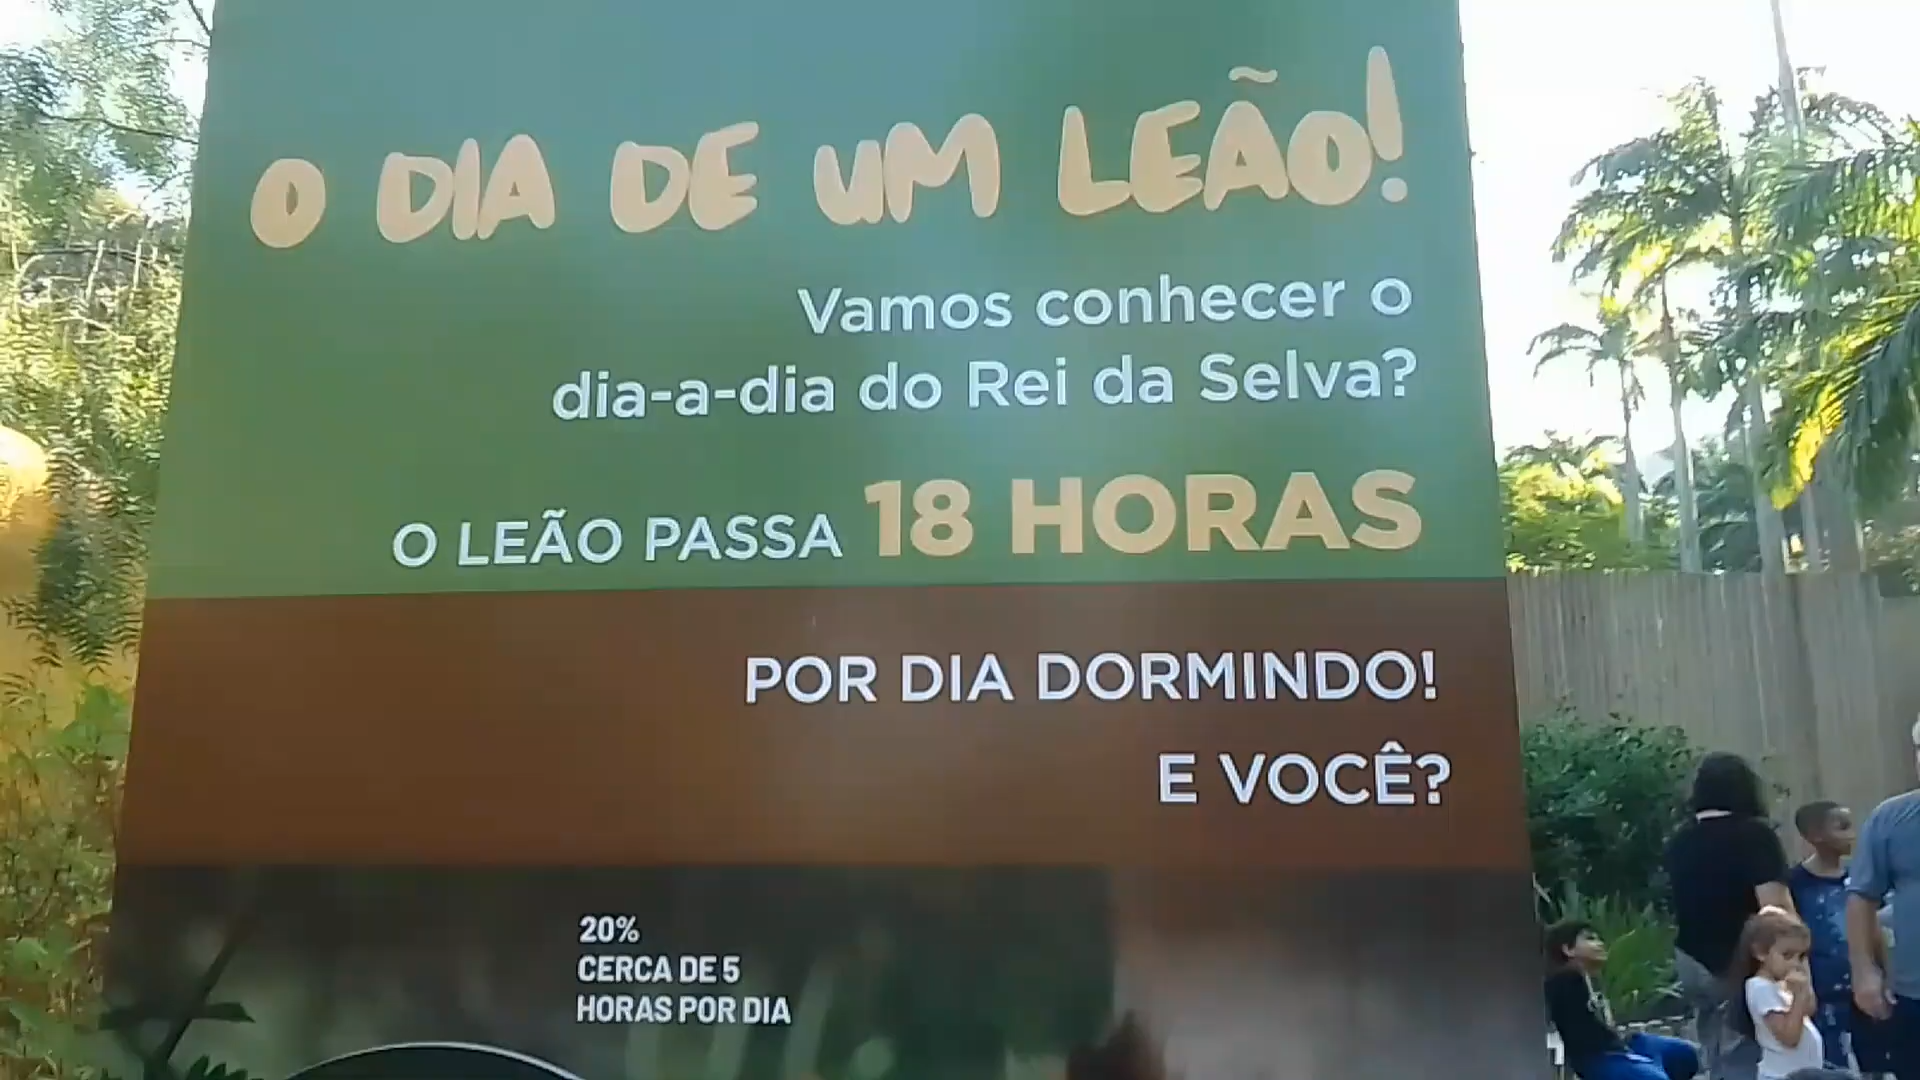 O DIA DE UM LEÃO!
Vamos conhecer o
dia-a-dia do Rei da Selva?
O LEÃO PASSA 18 HORAS
POR DIA DORMINDO!
E VOCÊ?
20%
CERCA DE 5
HORAS POR DIA